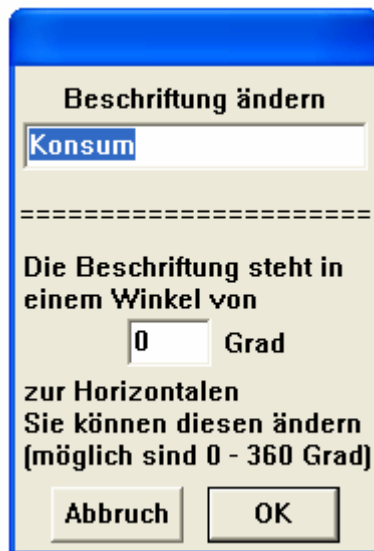 Beschriftung ändern
Konsum
======================
Die Beschriftung steht in
einem Winkel von
0 Grad
zur Horizontalen
Sie können diesen ändern
(möglich sind 0 - 360 Grad)
Abbruch OK